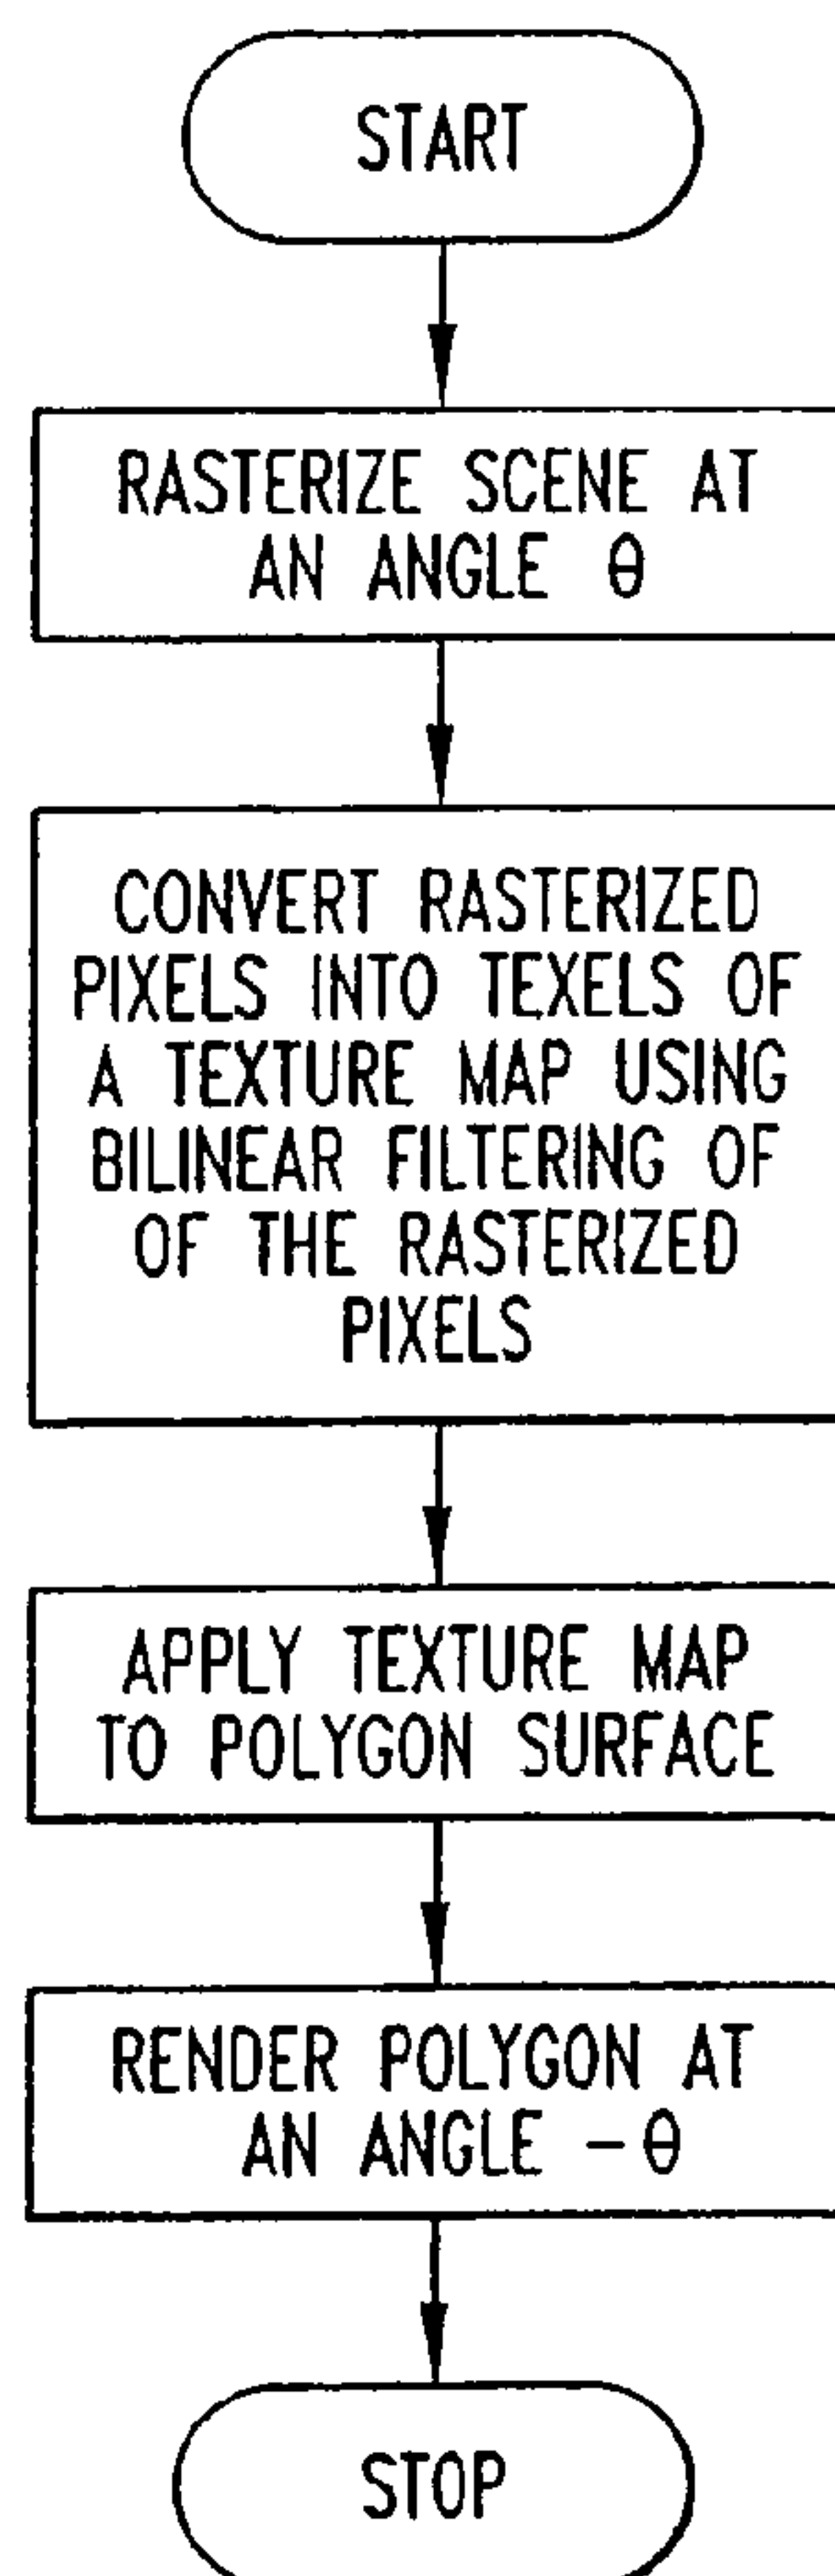 START
RASTERIZE SCENE AT
AN ANGLE θ
CONVERT RASTERIZED
PIXELS INTO TEXELS OF
A TEXTURE MAP USING
BILINEAR FILTERING OF
OF THE RASTERIZED
PIXELS
APPLY TEXTURE MAP
TO POLYGON SURFACE
RENDER POLYGON AT
AN ANGLE -θ
STOP